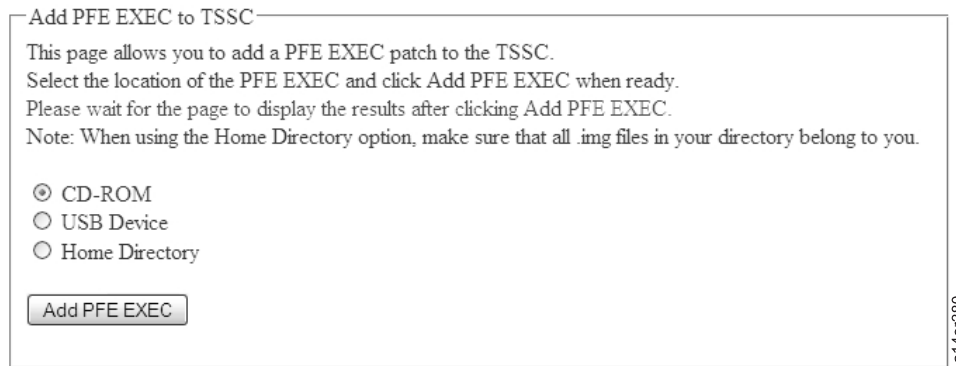 Add PFE EXEC to TSSC
This page allows you to add a PFE EXEC patch to the TSSC.
Select the location of the PFE EXEC and click Add PFE EXEC when ready.
Please wait for the page to display the results after clicking Add PFE EXEC.
Note: When using the Home Directory option, make sure that all .img files in your directory belong to you.
CD-ROM
USB Device
Home Directory
Add PFE EXEC